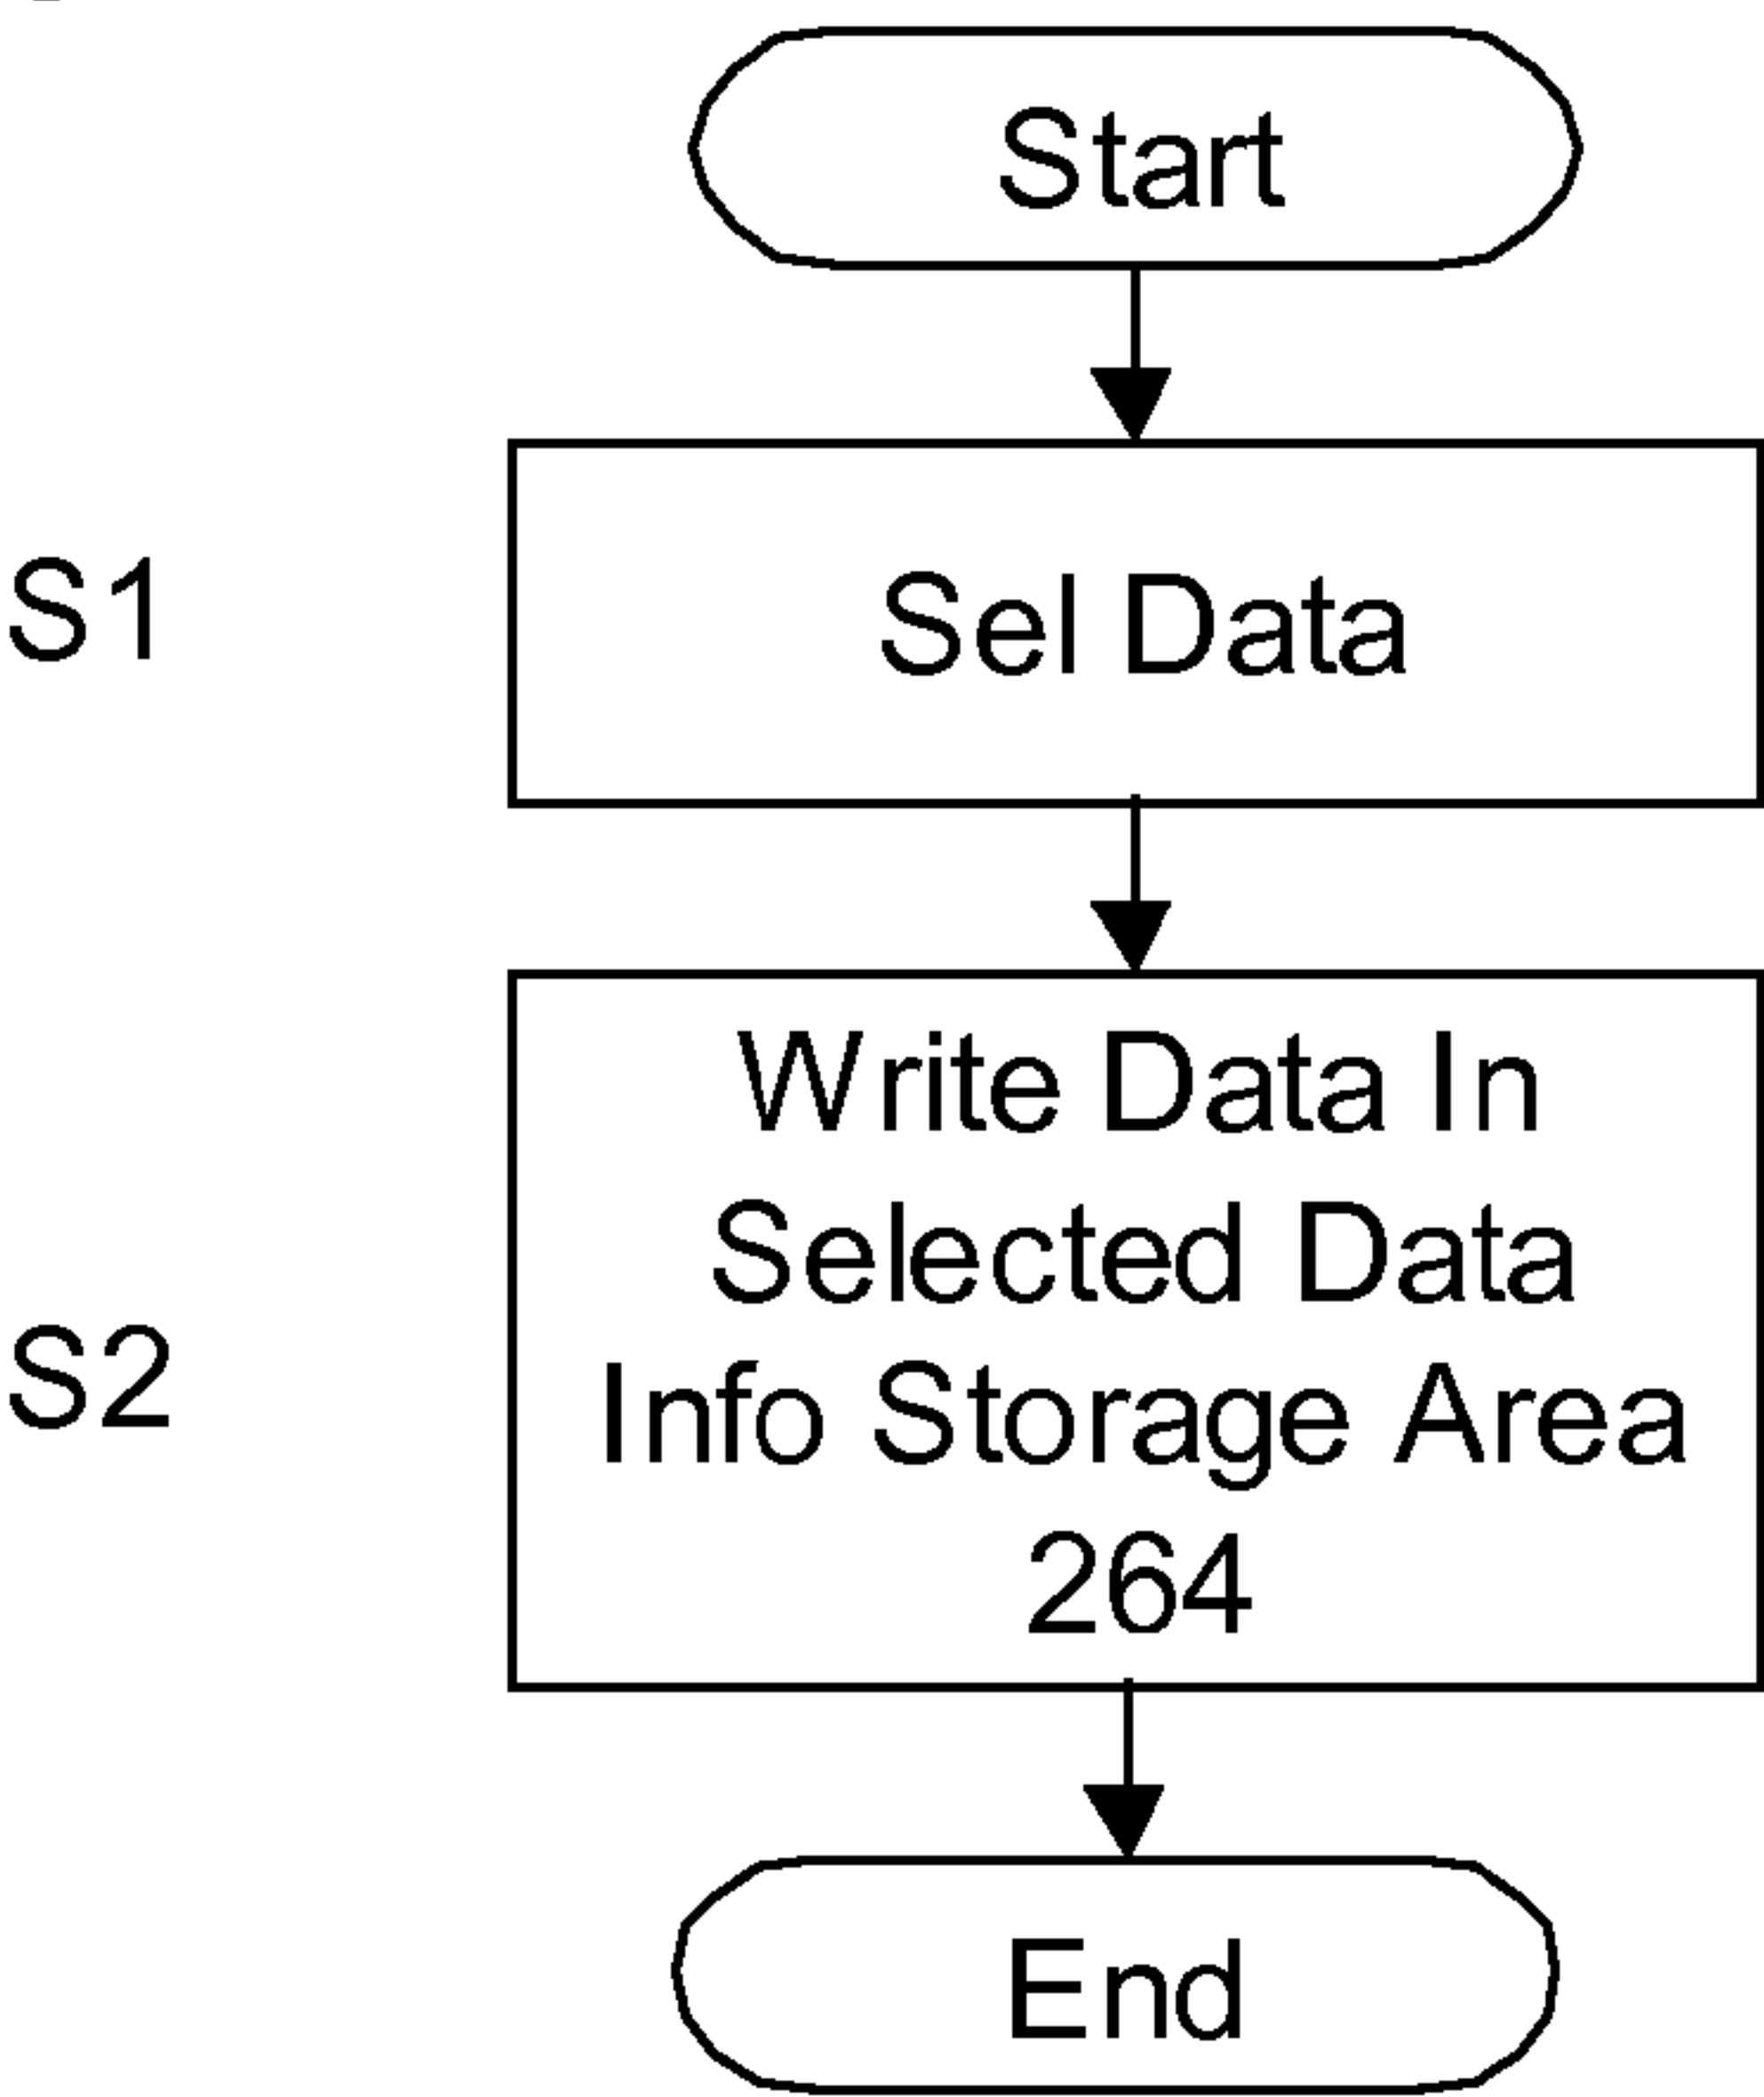 Start
S1
Sel Data
Write Data In
Selected Data
Info Storage Area
264
S2
End